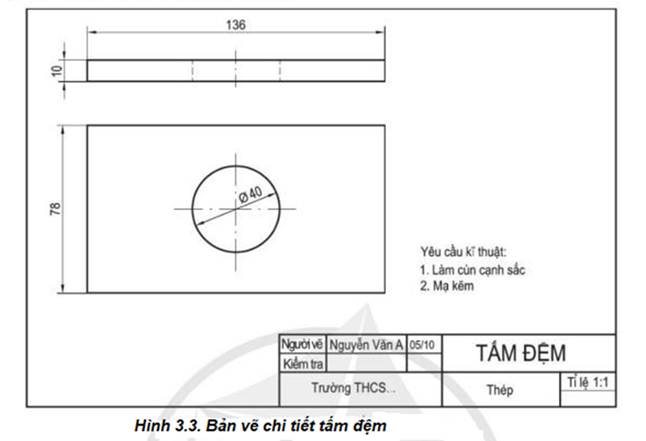 136
10
78
Ø40
Yêu cầu kĩ thuật:
1. Làm cùn cạnh sắc
2. Mạ kẽm
Người vẽ Nguyễn Văn A 05/10 TẤM ĐỆM
Kiểm tra
Trường THCS... Thép Tỉ lệ 1:1
Hình 3.3. Bản vẽ chi tiết tấm đệm